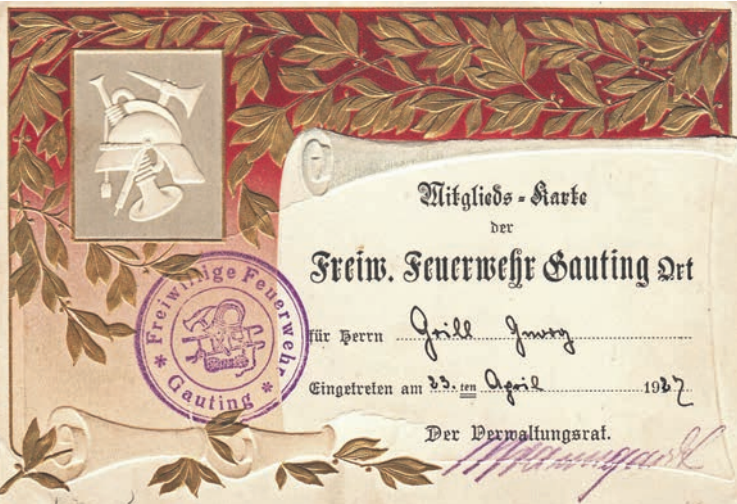 Mitglieds-Karte
der
Freiw. Feuerwehr Gauting Ort
für Herrn Grill Georg
Eingetreten am 23. ten April 1927
Der Verwaltungsrat.
* Freiwillige Feuerwehr *
Gauting